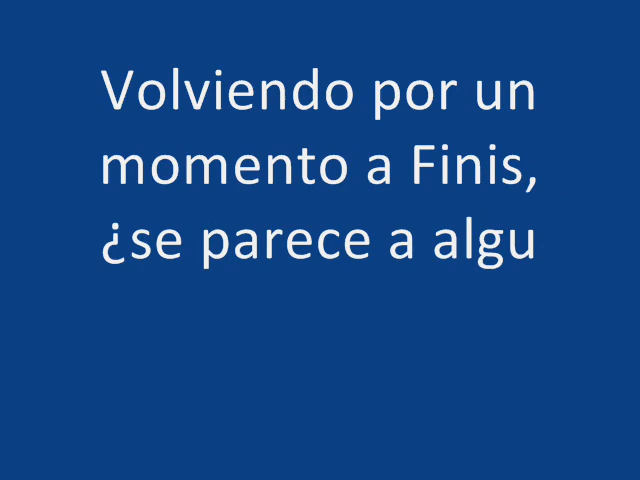 Volviendo por un
momento a Finis,
¿se parece a algu